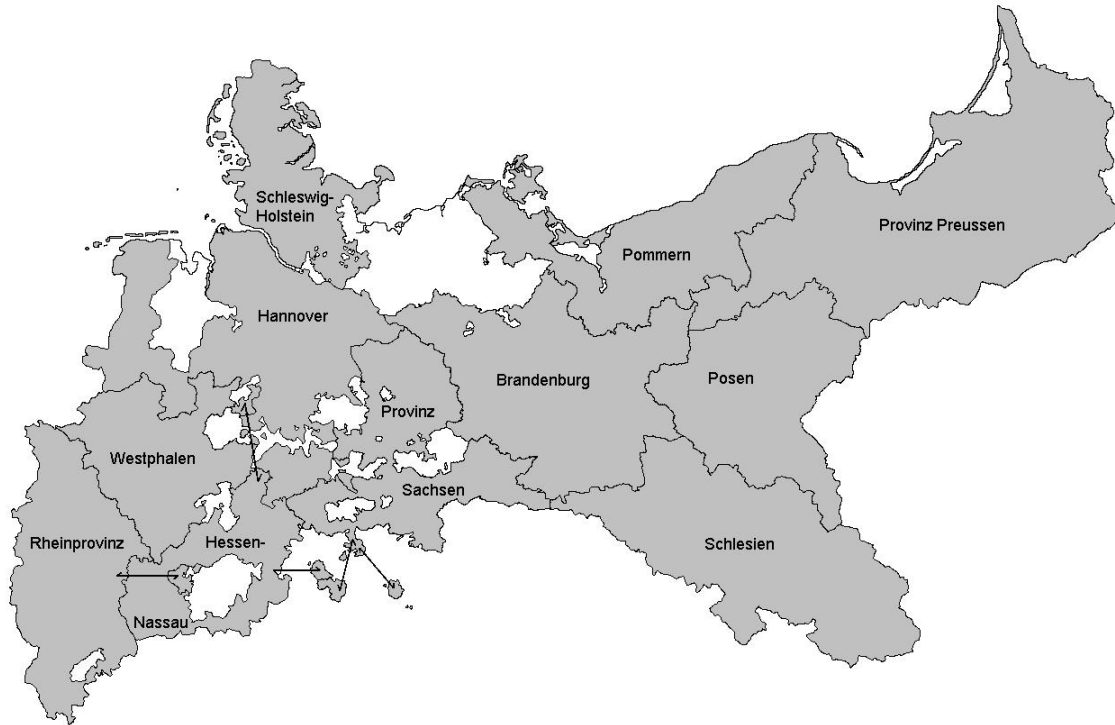 Schleswig-
Holstein
Provinz Preussen
Pommern
Hannover
Brandenburg
Posen
Provinz
Westphalen
Sachsen
Rheinprovinz
Hessen-
Schlesien
Nassau